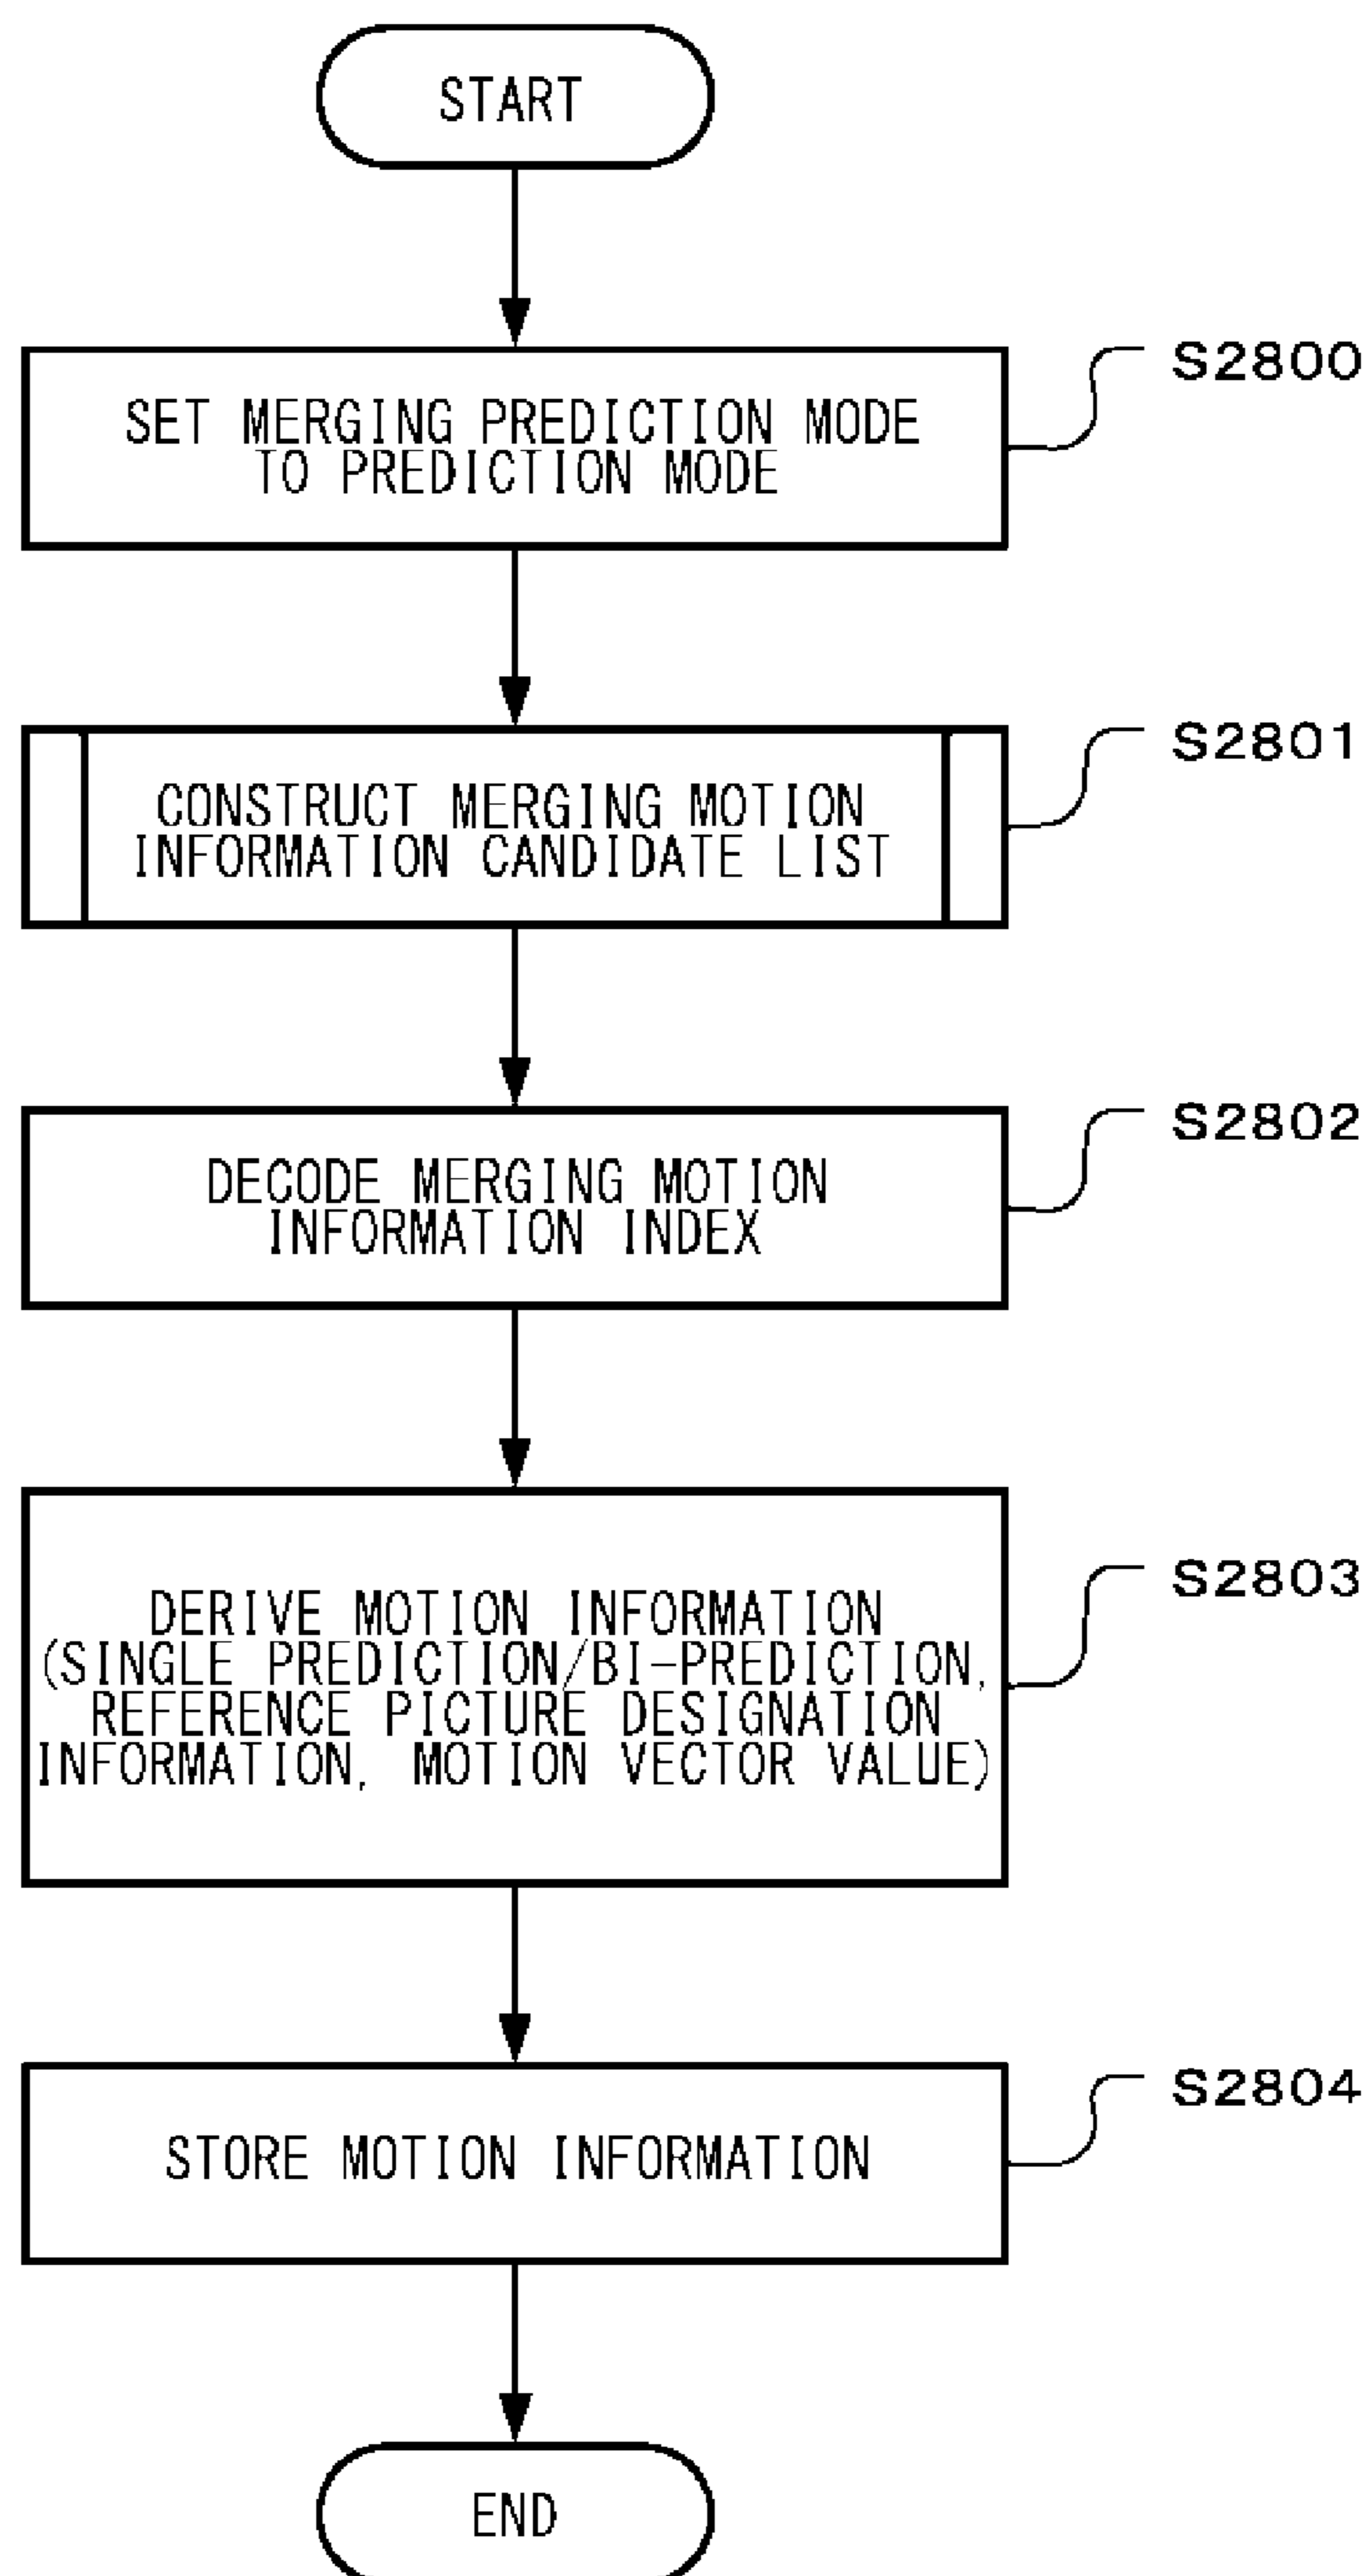 START
SET MERGING PREDICTION MODE
TO PREDICTION MODE
S2800
CONSTRUCT MERGING MOTION
INFORMATION CANDIDATE LIST
S2801
DECODE MERGING MOTION
INFORMATION INDEX
S2802
DERIVE MOTION INFORMATION
(SINGLE PREDICTION/BI-PREDICTION,
REFERENCE PICTURE DESIGNATION
INFORMATION, MOTION VECTOR VALUE)
S2803
STORE MOTION INFORMATION
S2804
END